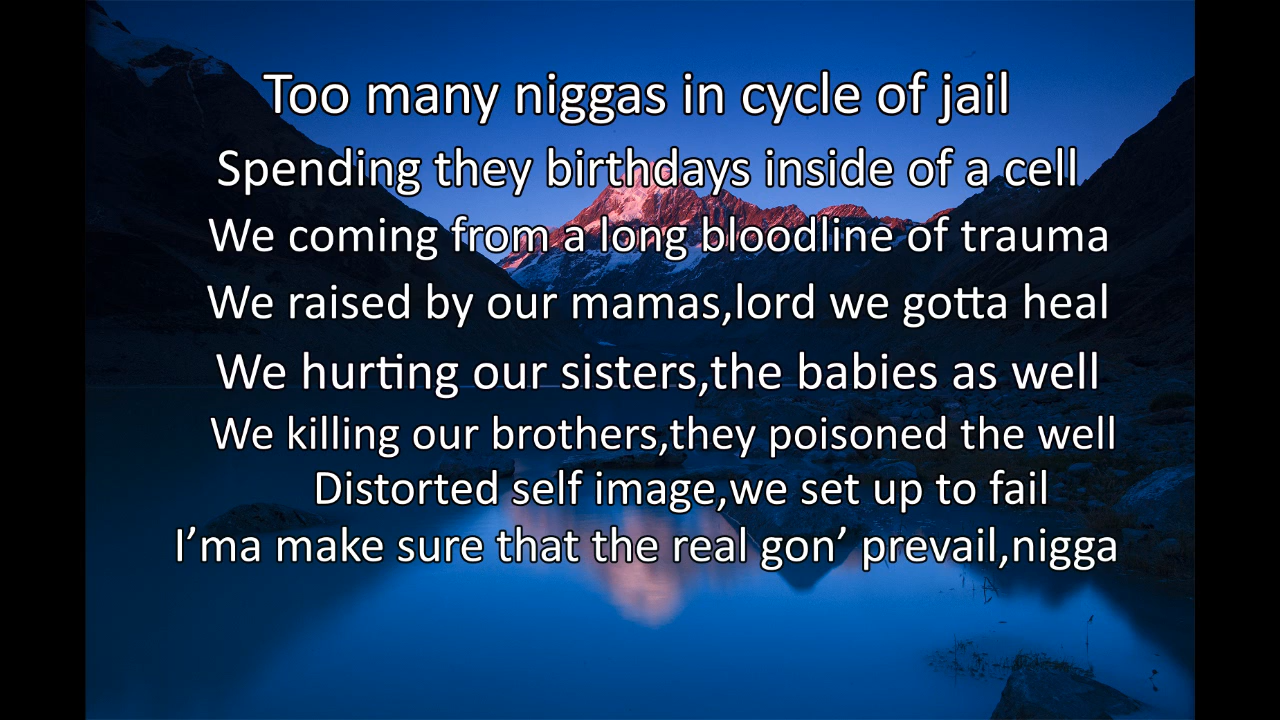 Too many niggas in cycle of jail
Spending they birthdays inside of a cell
We coming from a long bloodline of trauma
We raised by our mamas,lord we gotta heal
We hurting our sisters,the babies as well
We killing our brothers,they poisoned the well
Distorted self image,we set up to fail
I’ma make sure that the real gon’ prevail,nigga